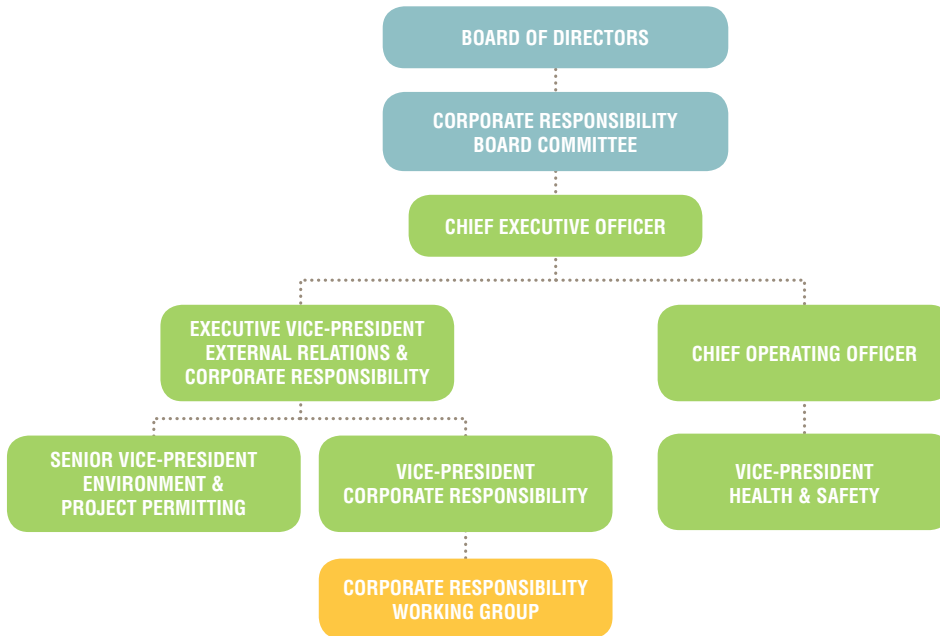 BOARD OF DIRECTORS
CORPORATE RESPONSIBILITY
BOARD COMMITTEE
CHIEF EXECUTIVE OFFICER
EXECUTIVE VICE-PRESIDENT
EXTERNAL RELATIONS &
CORPORATE RESPONSIBILITY
CHIEF OPERATING OFFICER
SENIOR VICE-PRESIDENT
ENVIRONMENT &
PROJECT PERMITTING
VICE-PRESIDENT
CORPORATE RESPONSIBILITY
VICE-PRESIDENT
HEALTH & SAFETY
CORPORATE RESPONSIBILITY
WORKING GROUP